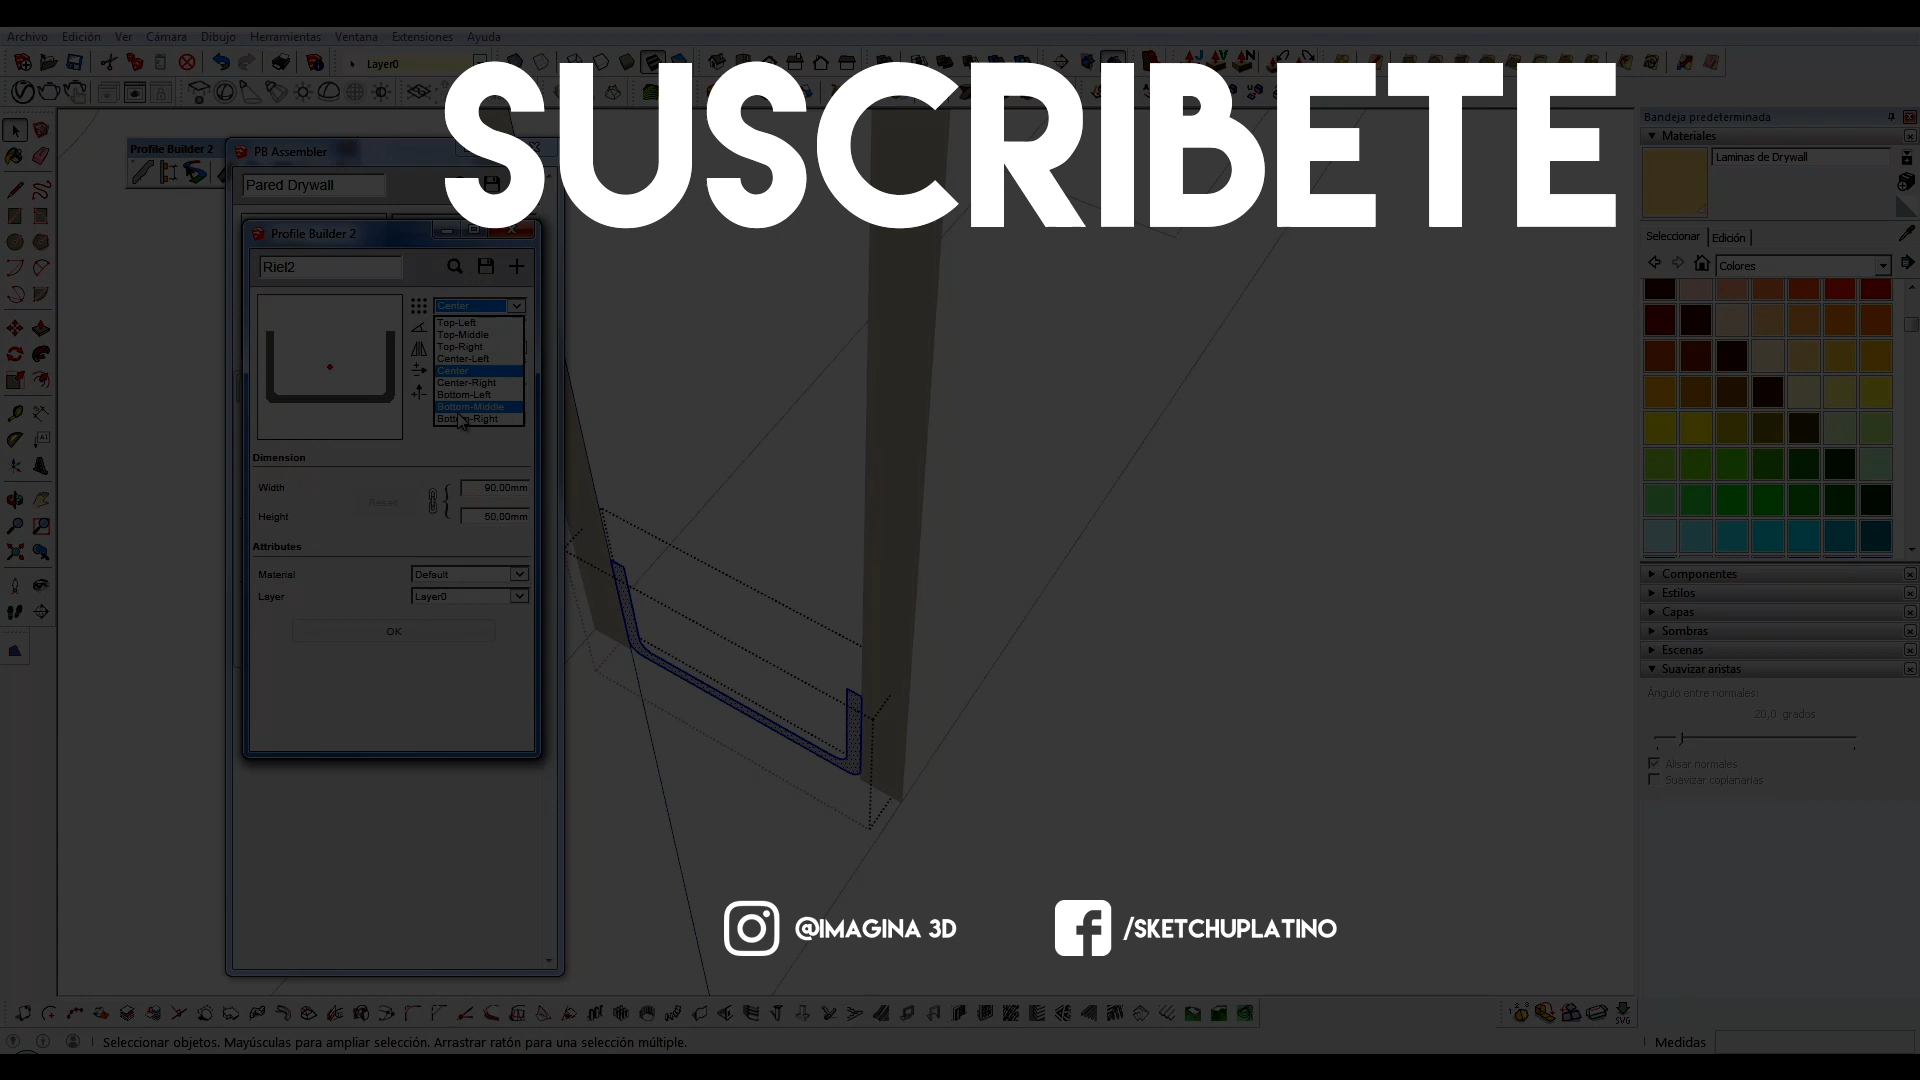 Archivo Edición Ver Cámara Dibujo Herramientas Ventana Extensiones Ayuda
Layer0
SUSCRIBETE
Profile Builder 2
PB Assembler
Pared Drywall
Profile Builder 2
Riel2
Center
Top-Left
Top-Middle
Top-Right
Center-Left
Center
Center-Right
Bottom-Left
Bottom-Middle
Bottom-Right
Dimension
Width
90,00mm
Reset
Height
50,00mm
Attributes
Material
Default
Layer
Layer0
OK
Bandeja predeterminada
Materiales
Laminas de Drywall
Seleccionar
Edición
Colores
Componentes
Estilos
Capas
Sombras
Escenas
Suavizar aristas
Ángulo entre normales:
20,0 grados
Alisar normales
Suavizar coplanarias
@IMAGINA 3D
/SKETCHUPLATINO
SVG
Seleccionar objetos. Mayúsculas para ampliar selección. Arrastrar ratón para una selección múltiple.
Medidas